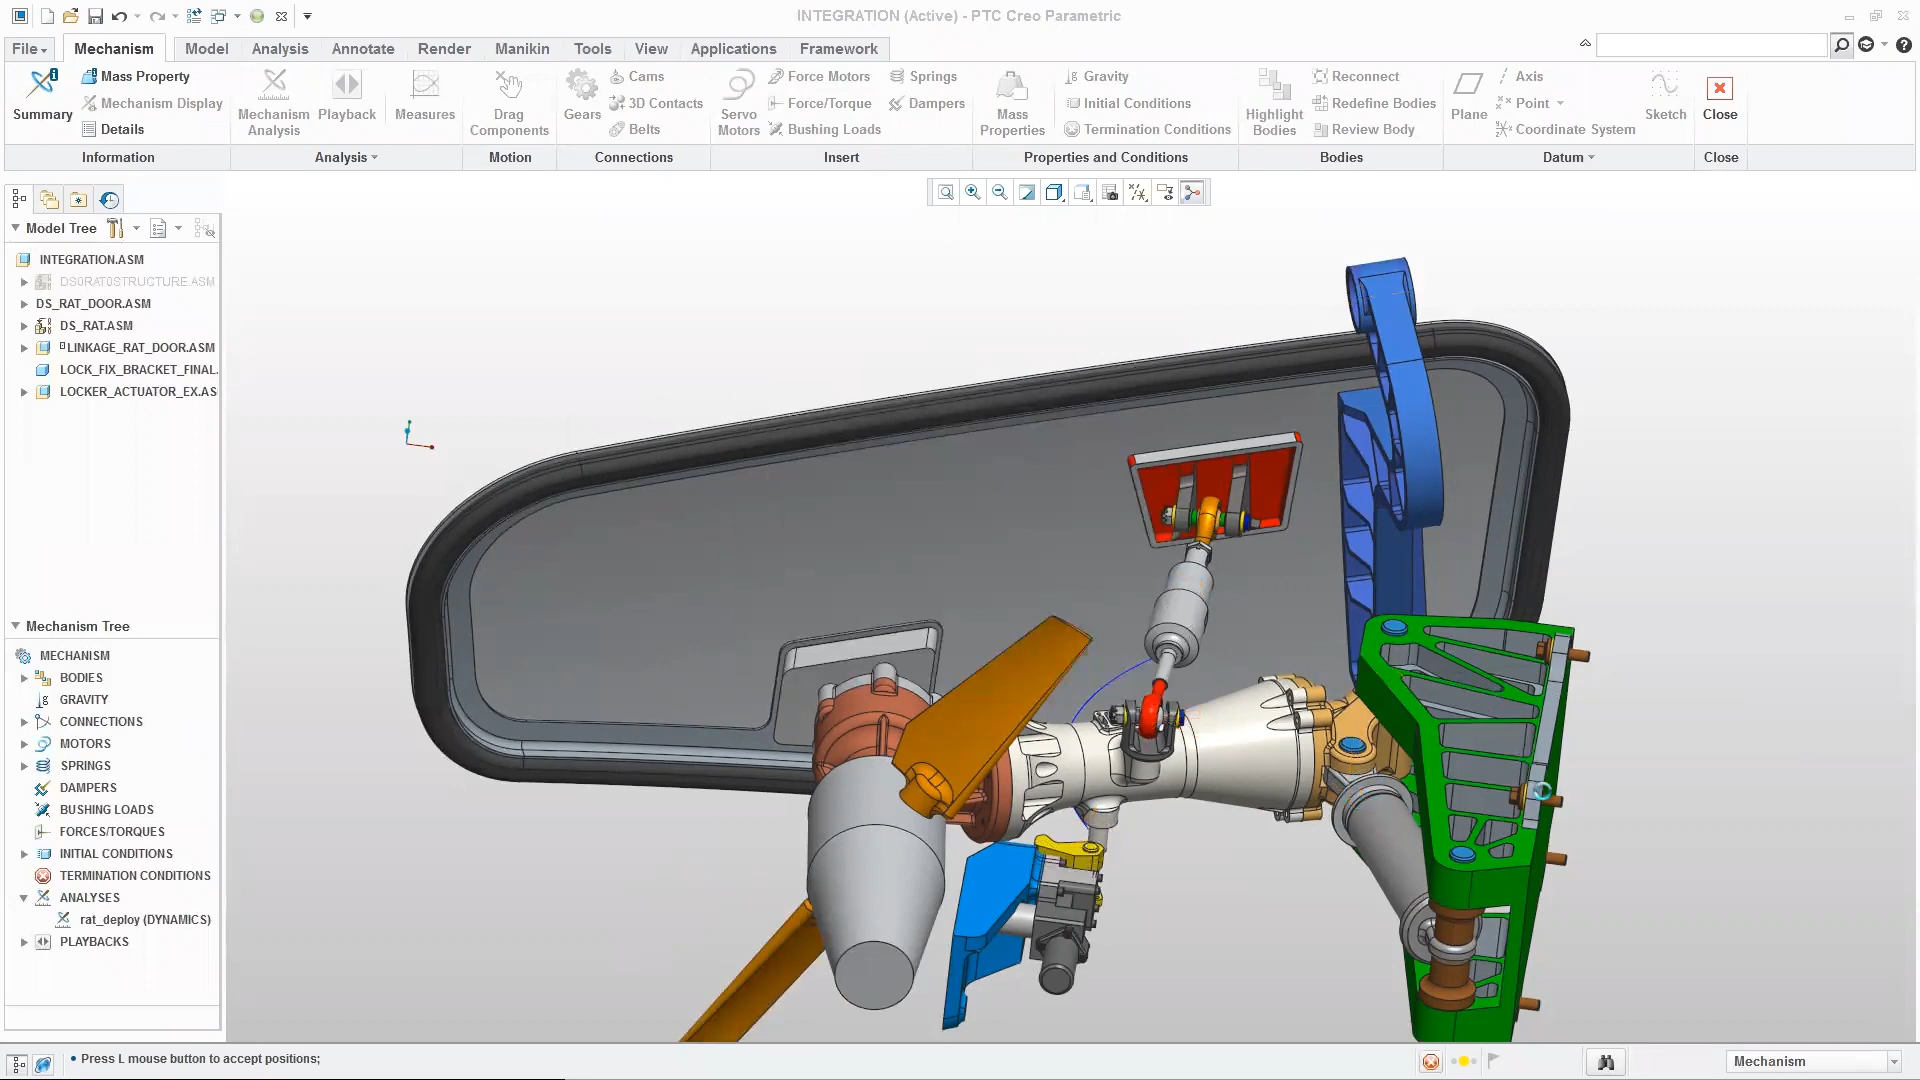 INTEGRATION (Active) - PTC Creo Parametric
File Mechanism Model Analysis Annotate Render Manikin Tools View Applications Framework
Summary
Mass Property
Mechanism Display
Details
Information
Mechanism Analysis
Playback
Measures
Analysis
Drag Components
Motion
Gears
Cams
3D Contacts
Belts
Connections
Servo Motors
Force Motors
Force/Torque
Bushing Loads
Springs
Dampers
Insert
Mass Properties
Gravity
Initial Conditions
Termination Conditions
Properties and Conditions
Highlight Bodies
Reconnect
Redefine Bodies
Review Body
Bodies
Plane
Axis
Point
Coordinate System
Sketch
Datum
Close
Close
Model Tree
INTEGRATION.ASM
DS0RAT0STRUCTURE.ASM
DS_RAT_DOOR.ASM
DS_RAT.ASM
LINKAGE_RAT_DOOR.ASM
LOCK_FIX_BRACKET_FINAL.
LOCKER_ACTUATOR_EX.AS
Mechanism Tree
MECHANISM
BODIES
GRAVITY
CONNECTIONS
MOTORS
SPRINGS
DAMPERS
BUSHING LOADS
FORCES/TORQUES
INITIAL CONDITIONS
TERMINATION CONDITIONS
ANALYSES
rat_deploy (DYNAMICS)
PLAYBACKS
• Press L mouse button to accept positions;
Mechanism